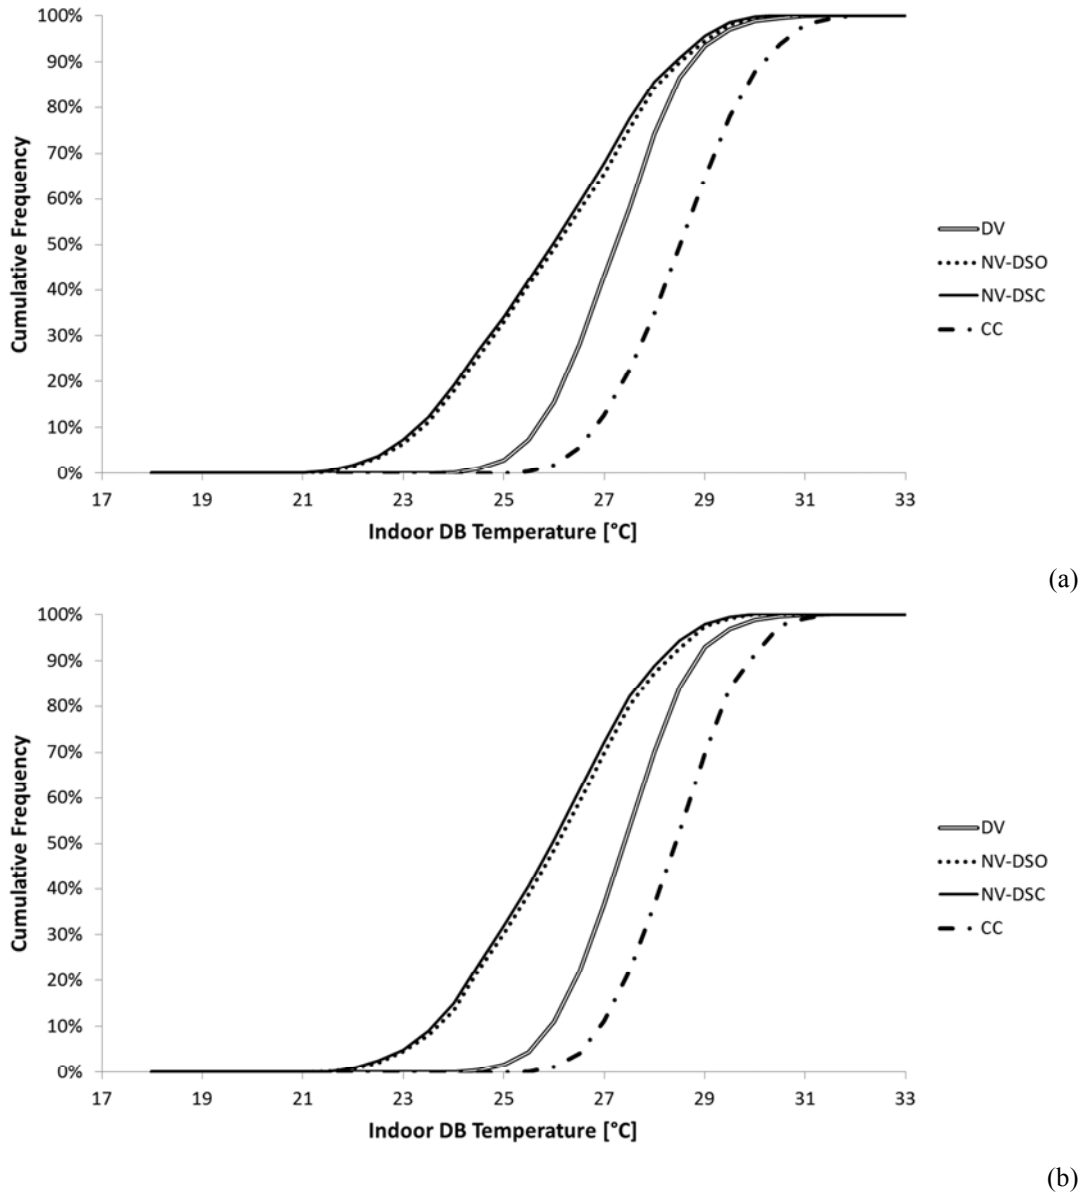 100%
90%
80%
70%
60%
50%
40%
30%
20%
10%
0%
Cumulative Frequency
17 19 21 23 25 27 29 31 33
Indoor DB Temperature [°C]
DV
NV-DSO
NV-DSC
CC
(a)
100%
90%
80%
70%
60%
50%
40%
30%
20%
10%
0%
Cumulative Frequency
17 19 21 23 25 27 29 31 33
Indoor DB Temperature [°C]
DV
NV-DSO
NV-DSC
CC
(b)